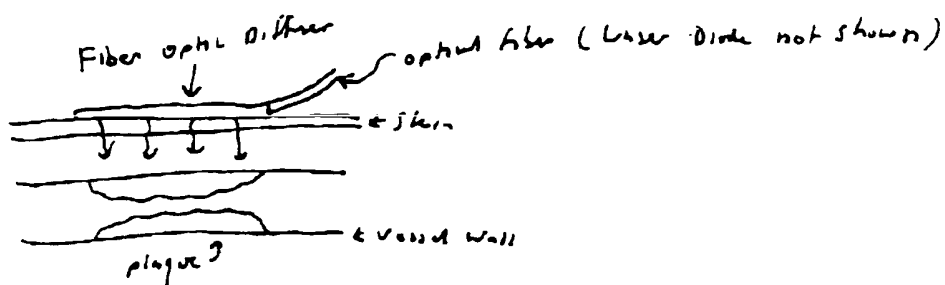 Fiber Optic Diffuser
optical fiber (Laser Diode not shown)
skin
vessel wall
plaque